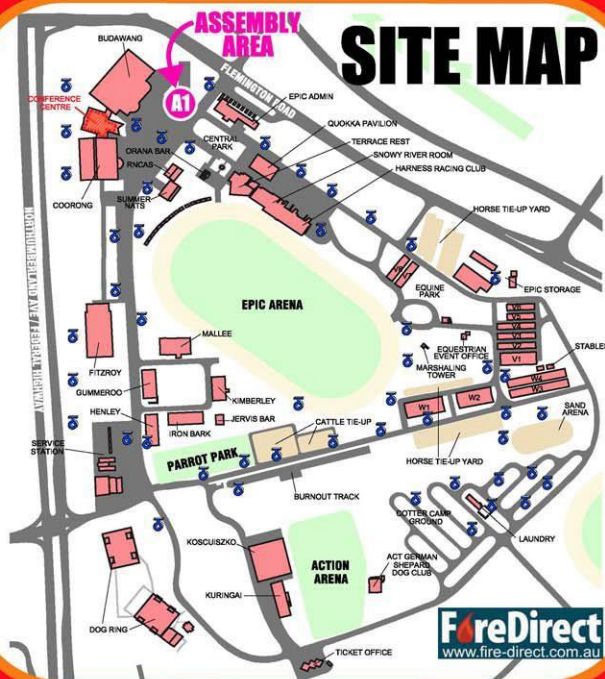 ASSEMBLY
AREA
SITE MAP
BUDAWANG
A1
FLEMINGTON ROAD
CONFERENCE
CENTRE
EPIC ADMIN
QUOKKA PAVILION
CENTRAL
PARK
TERRACE REST
ORANA BAR
SNOWY RIVER ROOM
RNCAS
HARNESS RACING CLUB
COORONG
SUMMER
NATS
NORTHUMBERLAND AVE / FEDERAL HIGHWAY
HORSE TIE-UP YARD
EPIC ARENA
EQUINE
PARK
EPIC STORAGE
MALLEE
EQUESTRIAN
EVENT OFFICE
MARSHALING
TOWER
V2
V1
STABLES
FITZROY
GUMMEROO
KIMBERLEY
W4
W3
W1
W2
SAND
ARENA
HENLEY
JERVIS BAR
IRON BARK
CATTLE TIE-UP
SERVICE
STATION
PARROT PARK
HORSE TIE-UP YARD
BURNOUT TRACK
COTTER CAMP
GROUND
LAUNDRY
KOSCUISZKO
ACTION
ARENA
ACT GERMAN
SHEPARD
DOG CLUB
KURINGAI
DOG RING
TICKET OFFICE
FireDirect
www.fire-direct.com.au